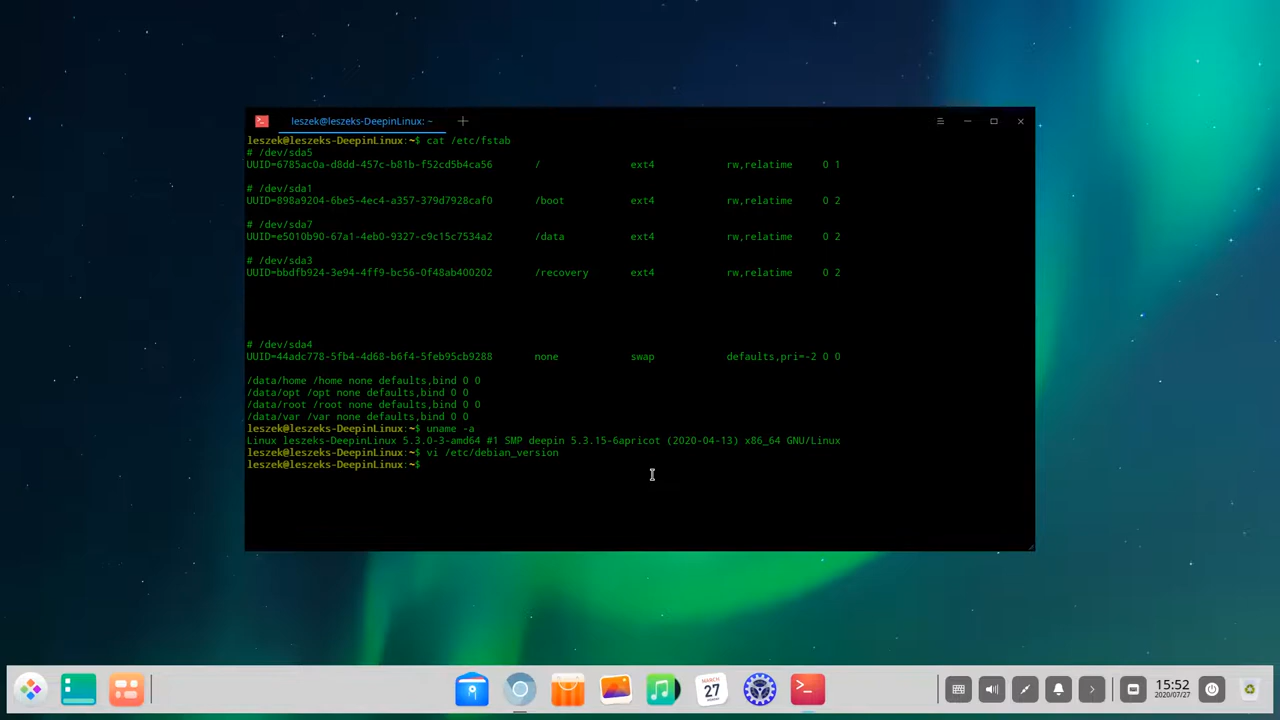 leszek@leszeks-DeepinLinux: ~
leszek@leszeks-DeepinLinux:~$ cat /etc/fstab
# /dev/sda5
UUID=6785ac0a-d8dd-457c-b81b-f52cd5b4ca56 / ext4 rw,relatime 0 1
# /dev/sda1
UUID=898a9204-6be5-4ec4-a357-379d7928caf0 /boot ext4 rw,relatime 0 2
# /dev/sda7
UUID=e5010b90-67a1-4eb0-9327-c9c15c7534a2 /data ext4 rw,relatime 0 2
# /dev/sda3
UUID=bbdfb924-3e94-4ff9-bc56-0f48ab400202 /recovery ext4 rw,relatime 0 2
# /dev/sda4
UUID=44adc778-5fb4-4d68-b6f4-5feb95cb9288 none swap defaults,pri=-2 0 0
/data/home /home none defaults,bind 0 0
/data/opt /opt none defaults,bind 0 0
/data/root /root none defaults,bind 0 0
/data/var /var none defaults,bind 0 0
leszek@leszeks-DeepinLinux:~$ uname -a
Linux leszeks-DeepinLinux 5.3.0-3-amd64 #1 SMP deepin 5.3.15-6apricot (2020-04-13) x86_64 GNU/Linux
leszek@leszeks-DeepinLinux:~$ vi /etc/debian_version
leszek@leszeks-DeepinLinux:~$
MARCH
27
15:52
2020/07/27